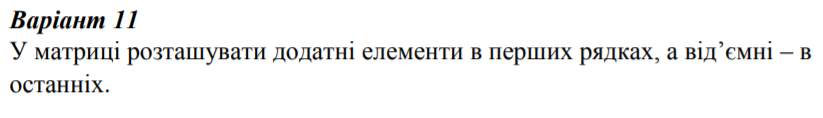 Варіант 11
У матриці розташувати додатні елементи в перших рядках, а від’ємні – в
останніх.